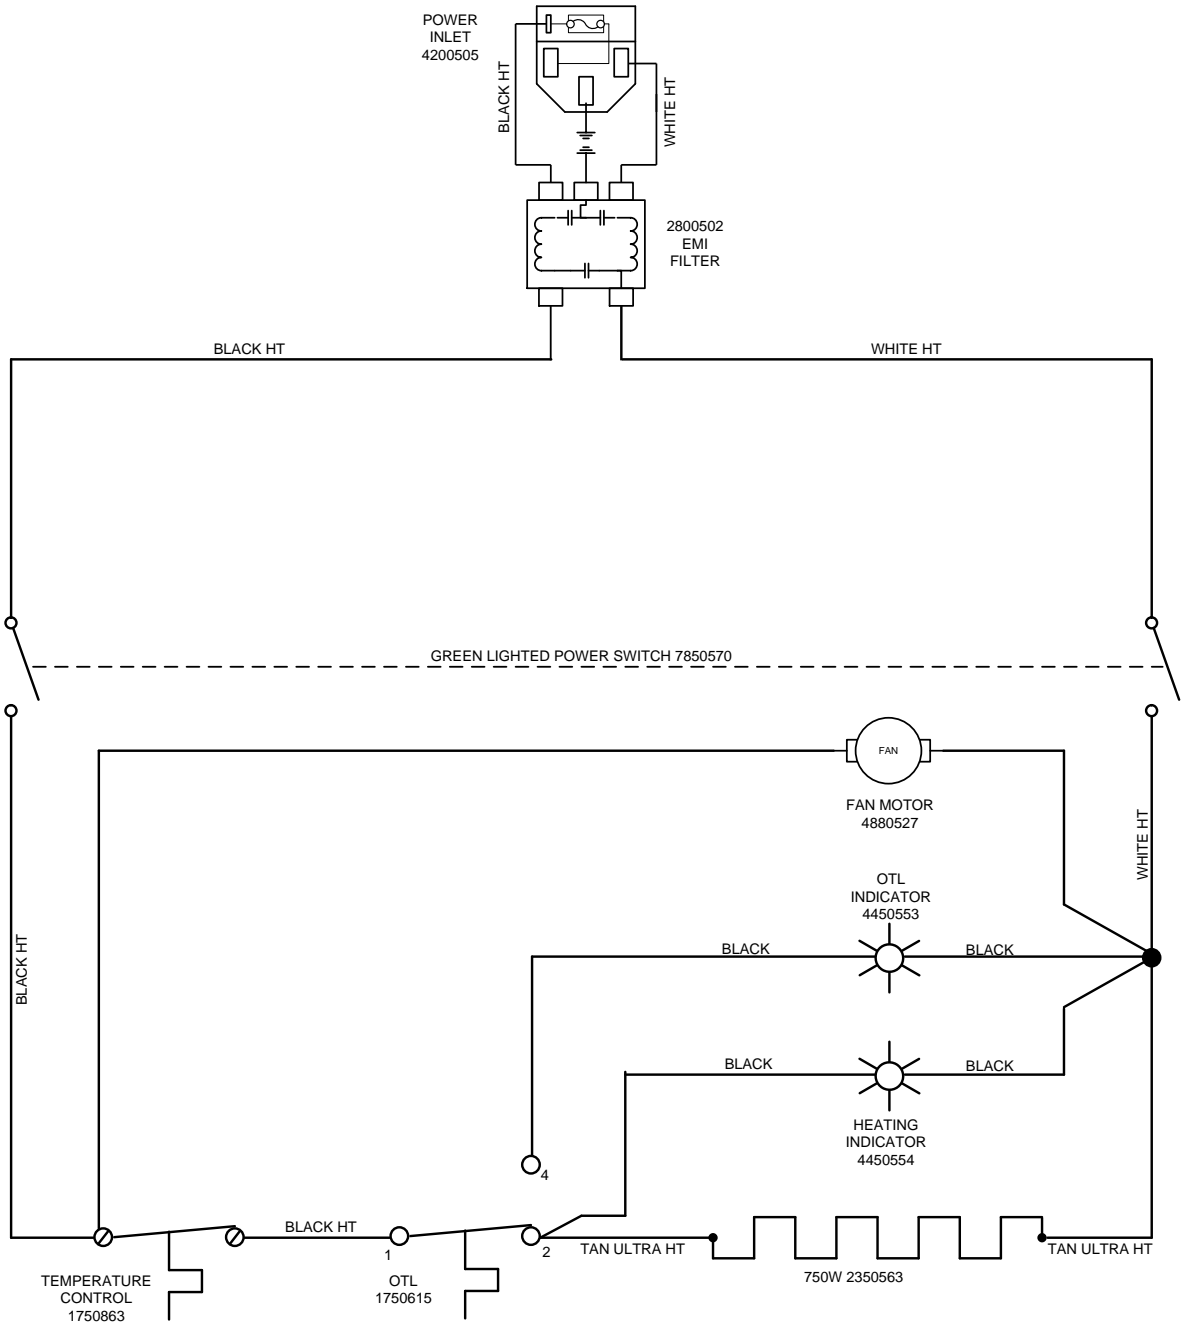 POWER
INLET
4200505
BLACK HT
WHITE HT
2800502
EMI
FILTER
BLACK HT
WHITE HT
GREEN LIGHTED POWER SWITCH 7850570
FAN
FAN MOTOR
4880527
WHITE HT
OTL
INDICATOR
4450553
BLACK
BLACK
BLACK HT
BLACK
BLACK
HEATING
INDICATOR
4450554
4
BLACK HT
1
2
TAN ULTRA HT
TAN ULTRA HT
TEMPERATURE
CONTROL
1750863
OTL
1750615
750W 2350563